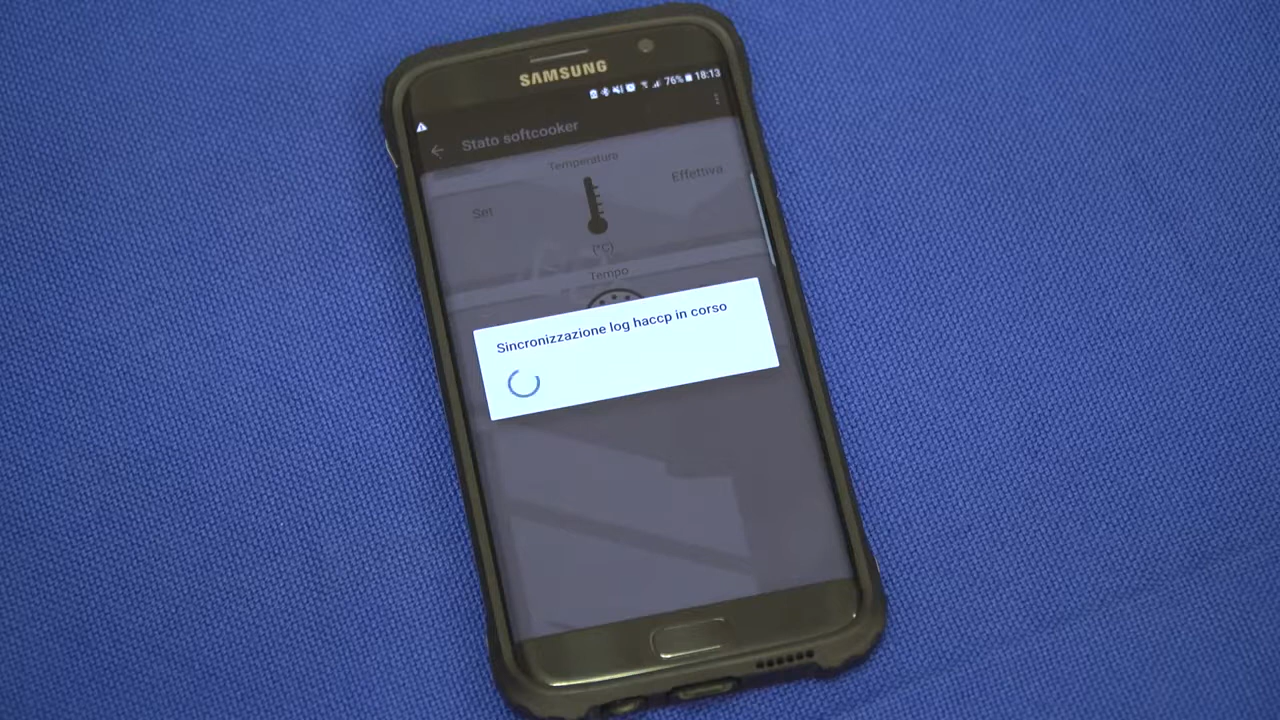 SAMSUNG
76% 18:13
Stato softcooker
Temperatura
Set
Effettiva
(°C)
Tempo
Sincronizzazione log haccp in corso